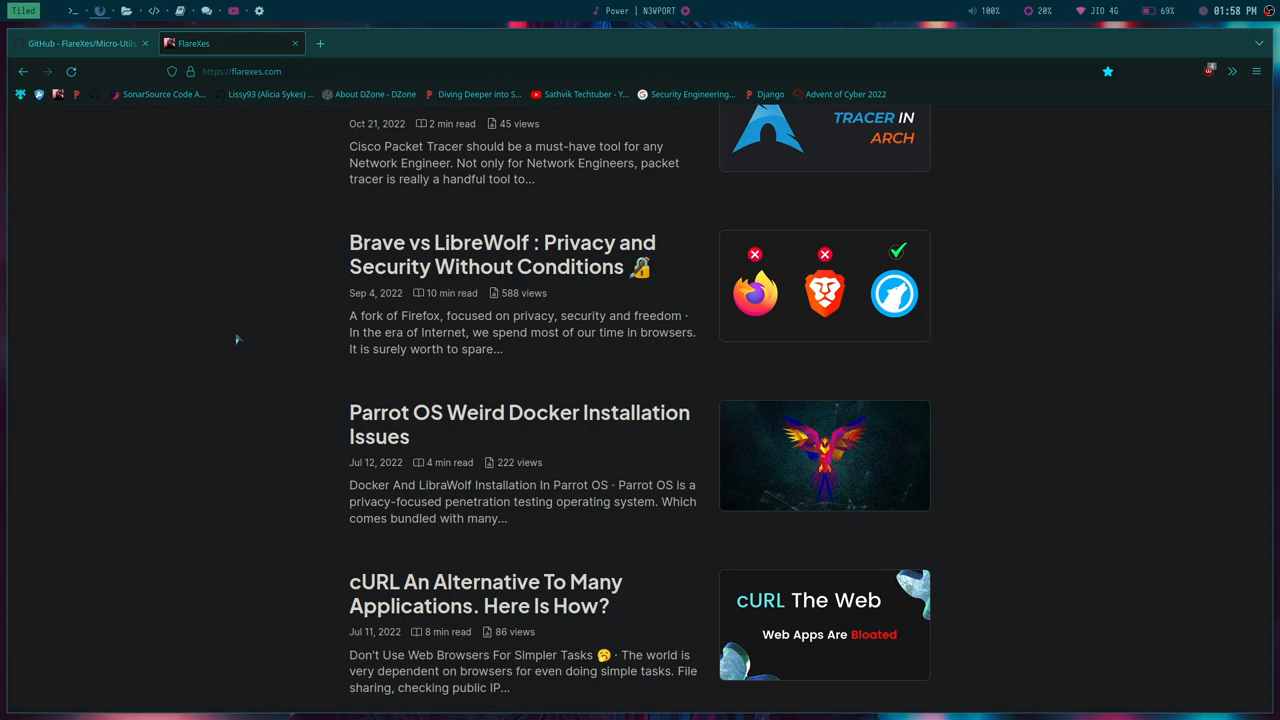 Tiled
Power | N3WPORT
100%
20%
JIO 4G
69%
01:58 PM
GitHub - FlareXes/Micro-Utils:
FlareXes
https://flarexes.com
4
SonarSource Code A...
Lissy93 (Alicia Sykes) ...
About DZone - DZone
Diving Deeper into S...
Sathvik Techtuber - Y...
Security Engineering...
Django
Advent of Cyber 2022
Oct 21, 2022
2 min read
45 views
Cisco Packet Tracer should be a must-have tool for any
Network Engineer. Not only for Network Engineers, packet
tracer is really a handful tool to...
TRACER IN
ARCH
Brave vs LibreWolf : Privacy and
Security Without Conditions 🔏
Sep 4, 2022
10 min read
588 views
A fork of Firefox, focused on privacy, security and freedom ·
In the era of Internet, we spend most of our time in browsers.
It is surely worth to spare...
Parrot OS Weird Docker Installation
Issues
Jul 12, 2022
4 min read
222 views
Docker And LibraWolf Installation In Parrot OS · Parrot OS is a
privacy-focused penetration testing operating system. Which
comes bundled with many...
cURL An Alternative To Many
Applications. Here Is How?
Jul 11, 2022
8 min read
86 views
Don't Use Web Browsers For Simpler Tasks 🥱 · The world is
very dependent on browsers for even doing simple tasks. File
sharing, checking public IP...
cURL The Web
Web Apps Are Bloated